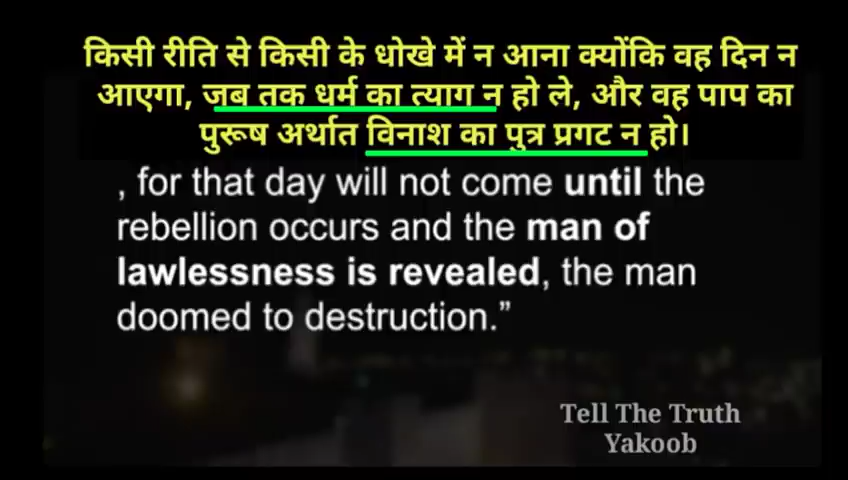 किसी रीति से किसी के धोखे में न आना क्योंकि वह दिन न
आएगा, जब तक धर्म का त्याग न हो ले, और वह पाप का
पुरूष अर्थात विनाश का पुत्र प्रगट न हो।
, for that day will not come until the
rebellion occurs and the man of
lawlessness is revealed, the man
doomed to destruction.”
Tell The Truth
Yakoob